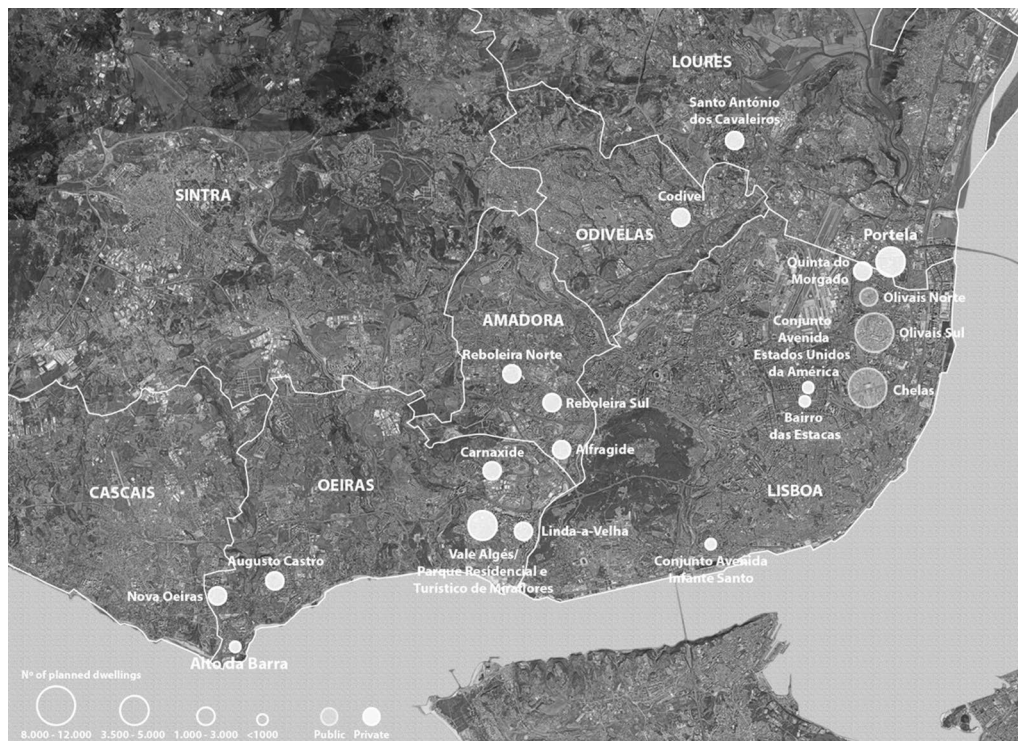 LOURES
Santo António
dos Cavaleiros
SINTRA
Codivel
ODIVELAS
Portela
Quinta do
Morgado
Olivais Norte
Conjunto
Avenida
Estados Unidos
da América
Olivais Sul
AMADORA
Reboleira Norte
Chelas
Reboleira Sul
Bairro
das Estacas
Alfragide
Carnaxide
CASCAIS
OEIRAS
LISBOA
Linda-a-Velha
Vale Algés/
Parque Residencial e
Turístico de Miraflores
Augusto Castro
Conjunto Avenida
Infante Santo
Nova Oeiras
Alto da Barra
Nº of planned dwellings
8.000 - 12.000 3.500 - 5.000 1.000 - 3.000 <1000 Public Private